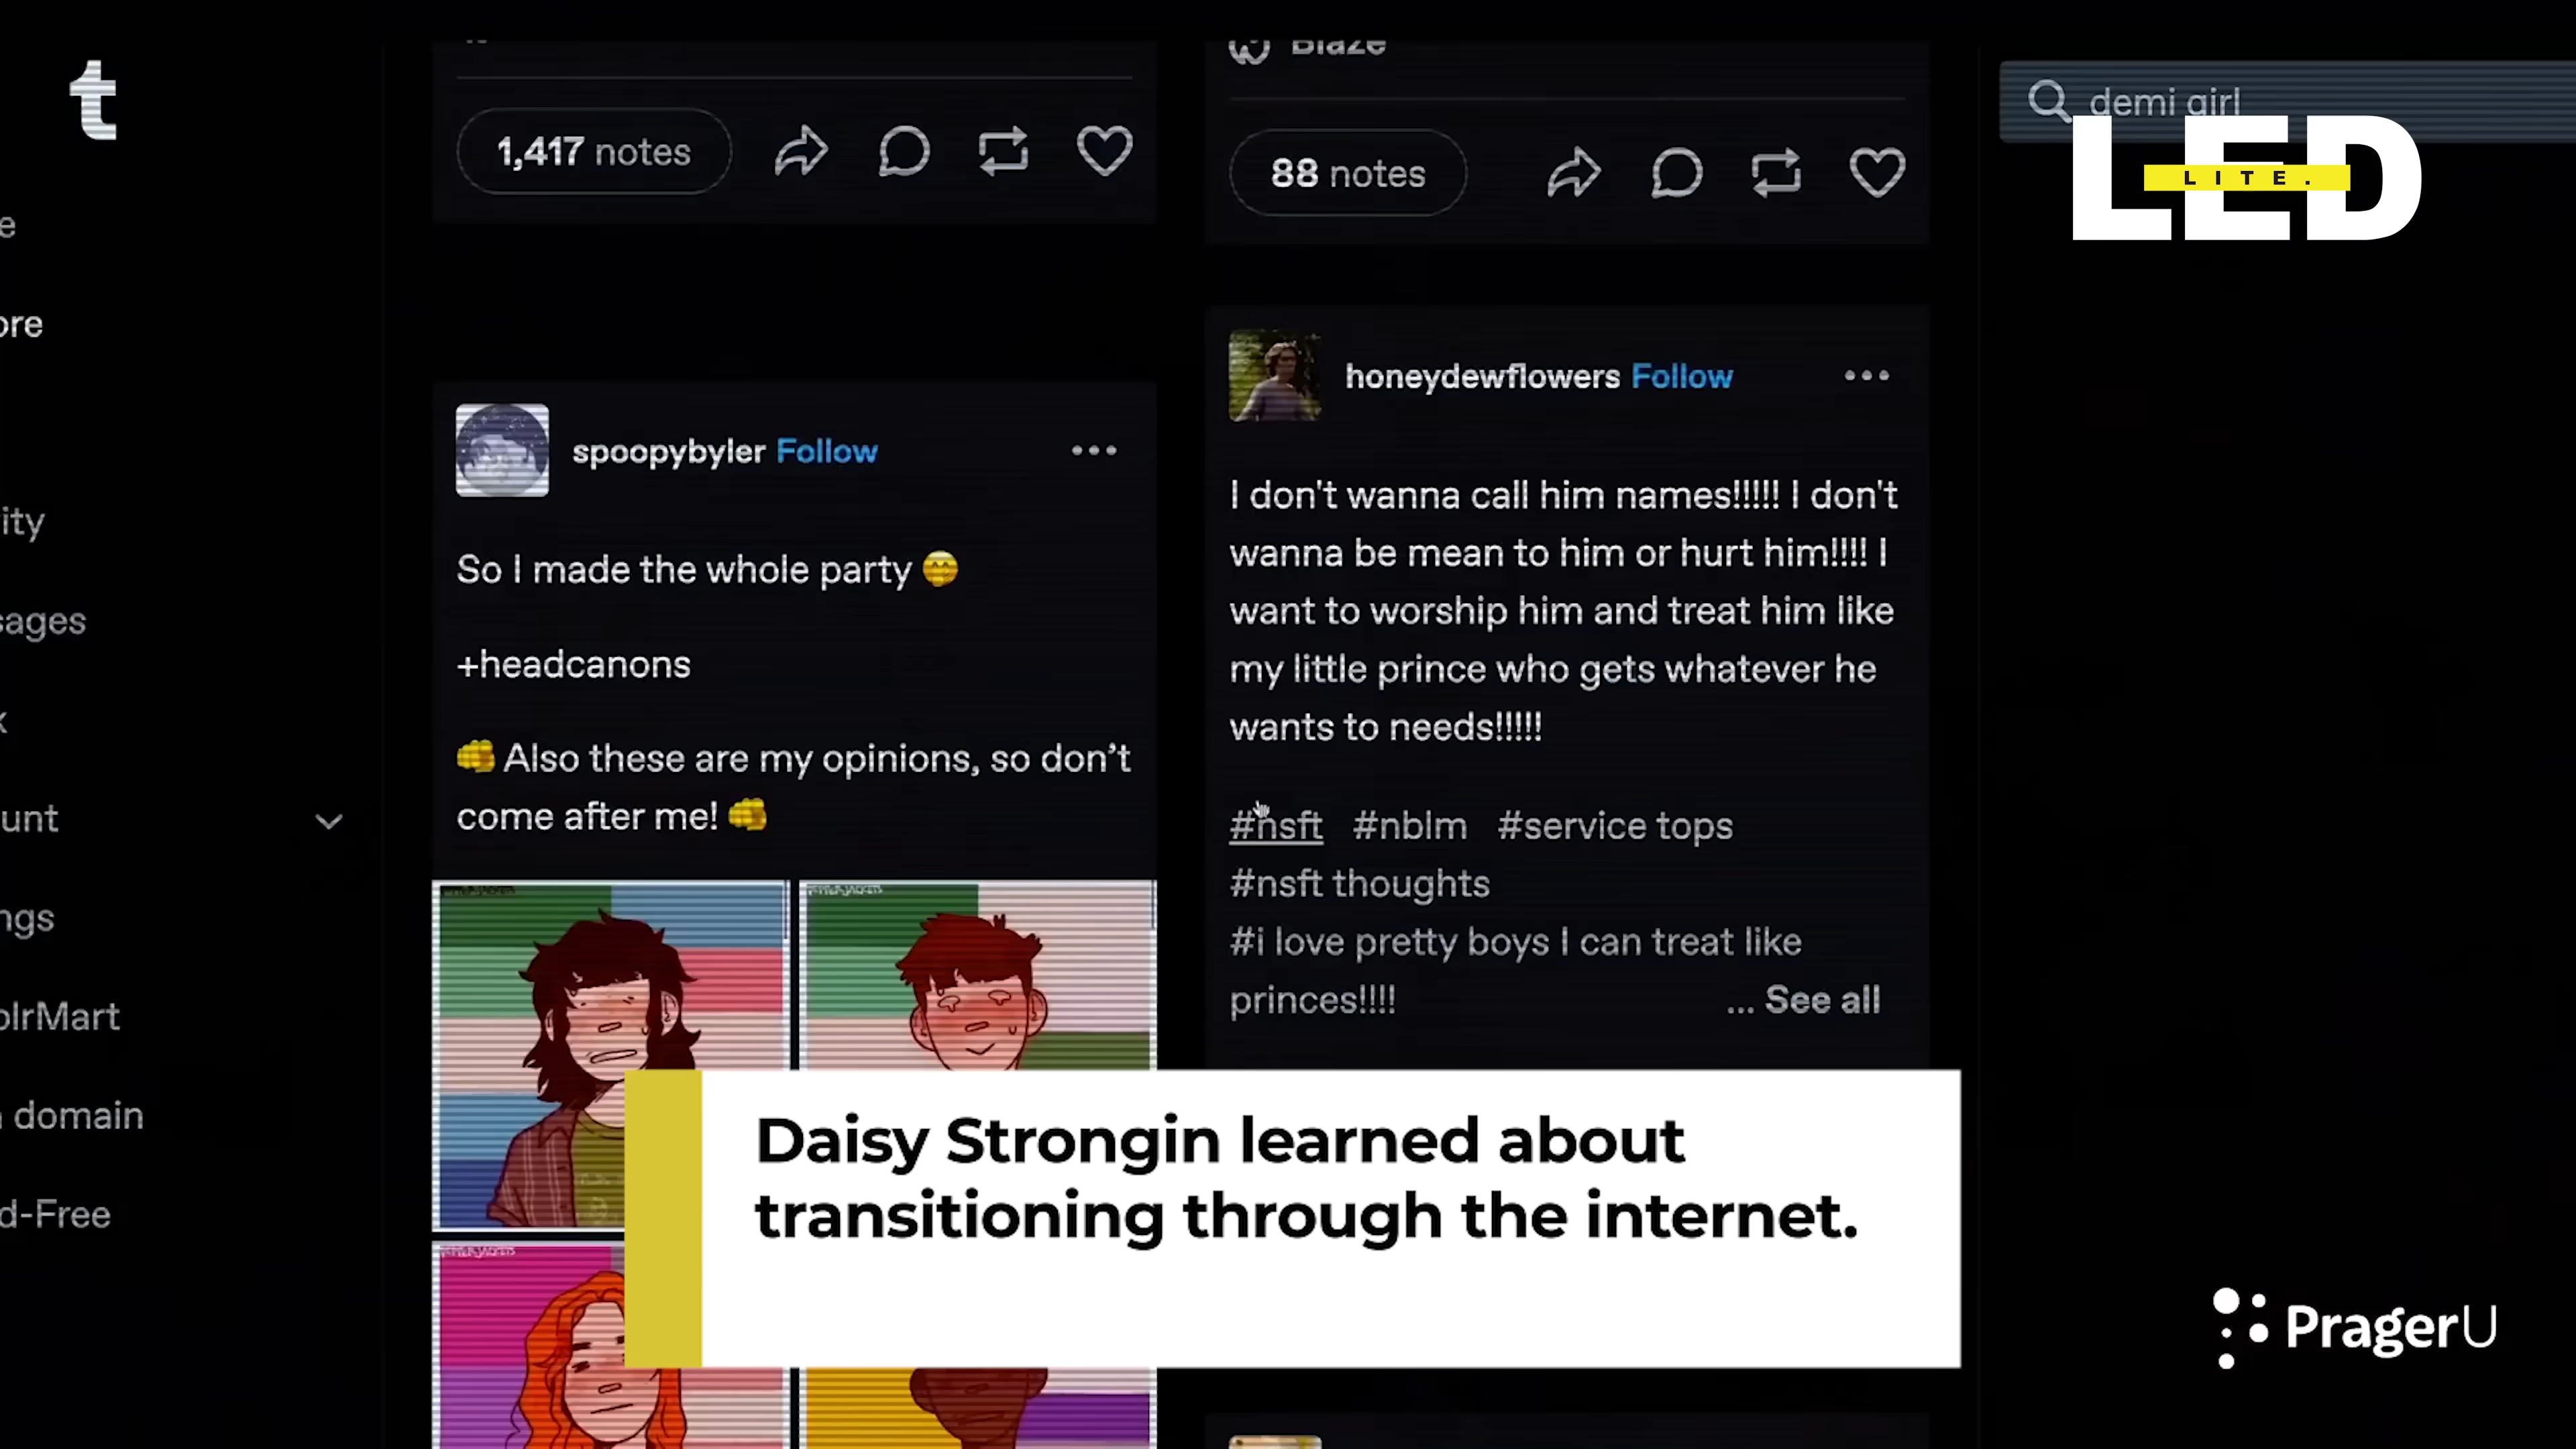 Blaze
1,417 notes
88 notes
demi girl
LED
LITE.
e
ore
honeydewflowers Follow
spoopybyler Follow
I don't wanna call him names!!!!! I don't
wanna be mean to him or hurt him!!!! I
want to worship him and treat him like
my little prince who gets whatever he
wants to needs!!!!!
ity
So I made the whole party
sages
+headcanons
x
Also these are my opinions, so don't
come after me!
unt
#nsft #nblm #service tops
#nsft thoughts
#i love pretty boys I can treat like
princes!!!!
... See all
ngs
blrMart
domain
d-Free
Daisy Strongin learned about
transitioning through the internet.
PragerU